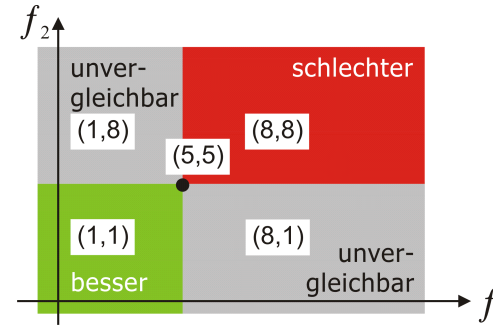 f₂
unver-
gleichbar
(1,8)
schlechter
(8,8)
(5,5)
(1,1)
besser
(8,1)
unver-
gleichbar
f